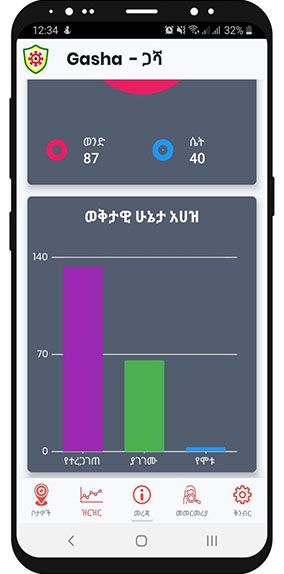 12:34 32%
Gasha - ጋሻ
ወንድ ሴት
87 40
ወቅታዊ ሁኔታ አሀዝ
140
70
0
የተረጋገጠ ያገገሙ የሞቱ
ቦታዎች ዝርዝር መረጃ መመርመሪያ ቅንብር